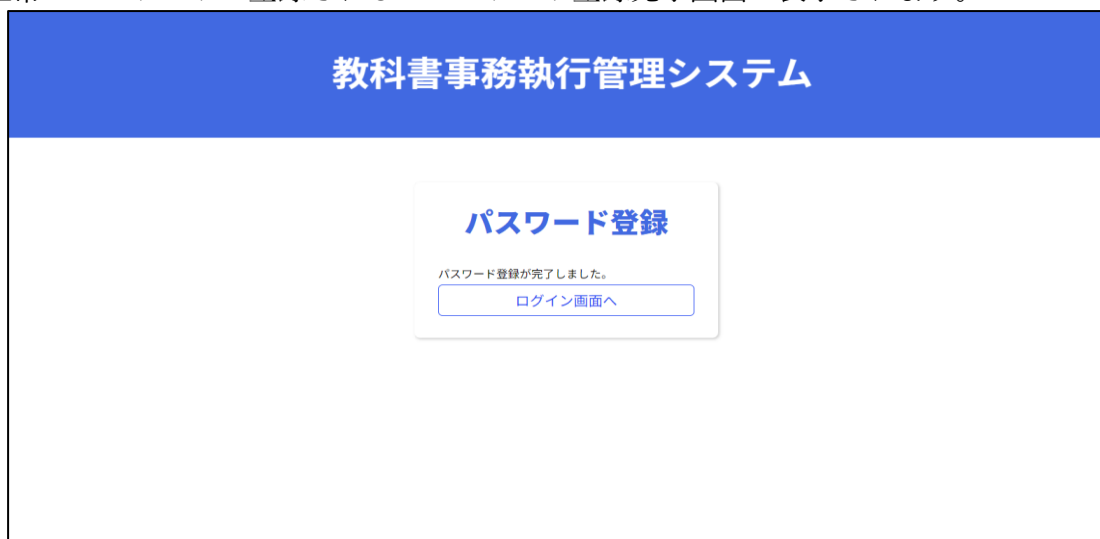 教科書事務執行管理システム
パスワード登録
パスワード登録が完了しました。
ログイン画面へ